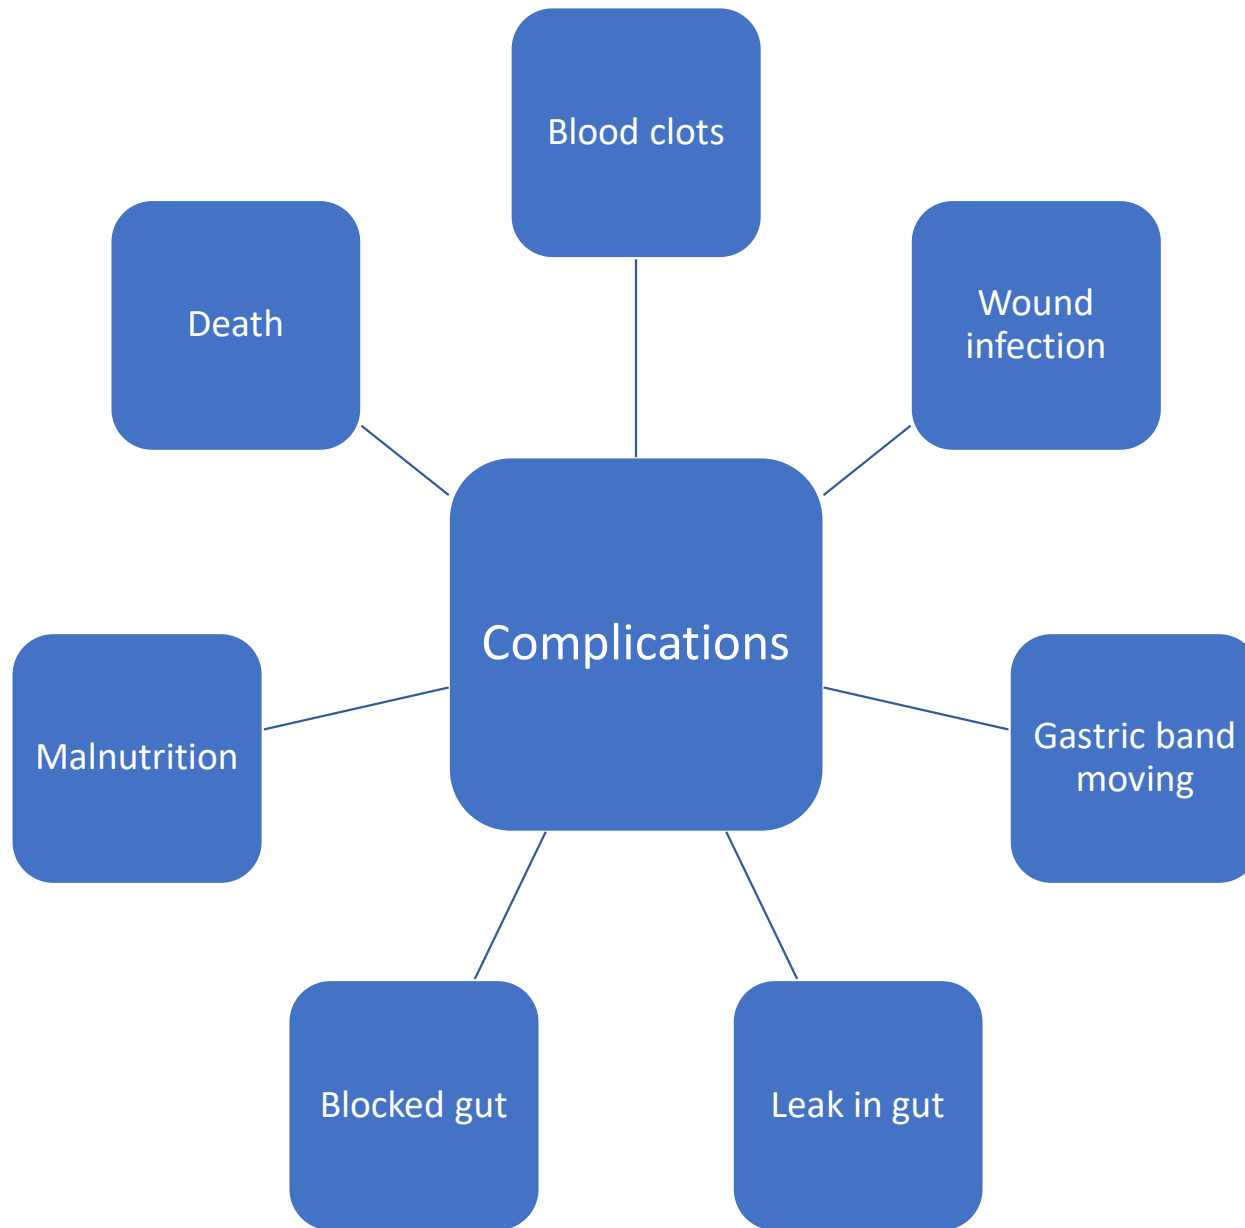 Blood clots
Death
Wound
infection
Complications
Malnutrition
Gastric band
moving
Blocked gut
Leak in gut